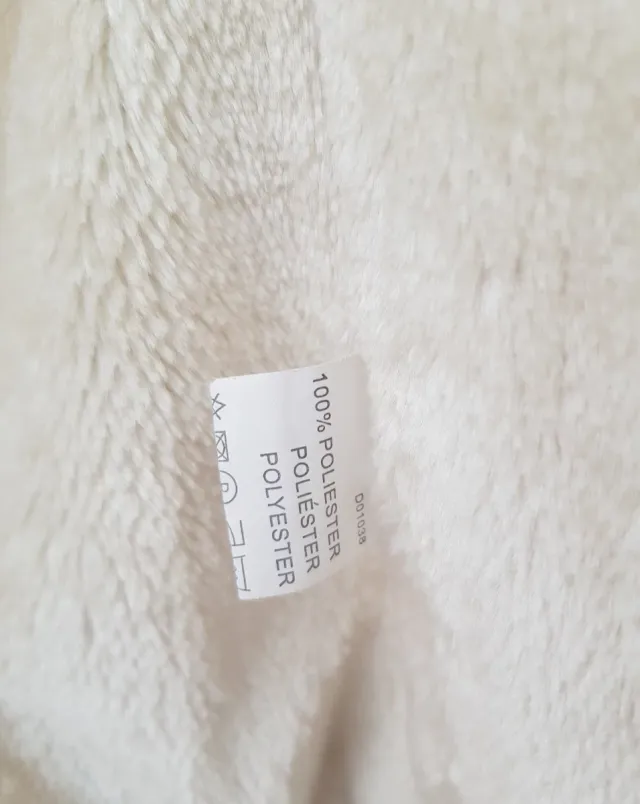 D01038
100% POLIESTER
POLIÉSTER
POLYESTER